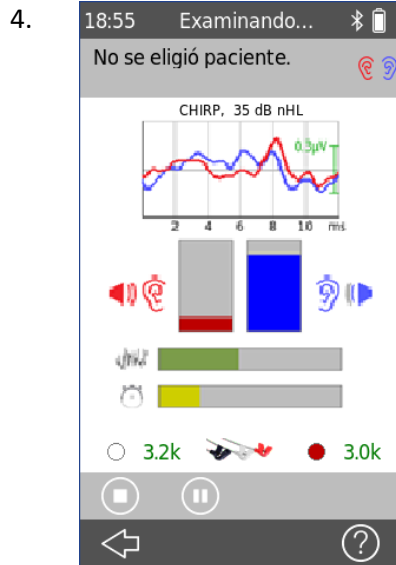 4.
18:55 Examinando...
No se eligió paciente.
CHIRP, 35 dB nHL
0.3µV
2 4 6 8 10 ms
3.2k 3.0k
?